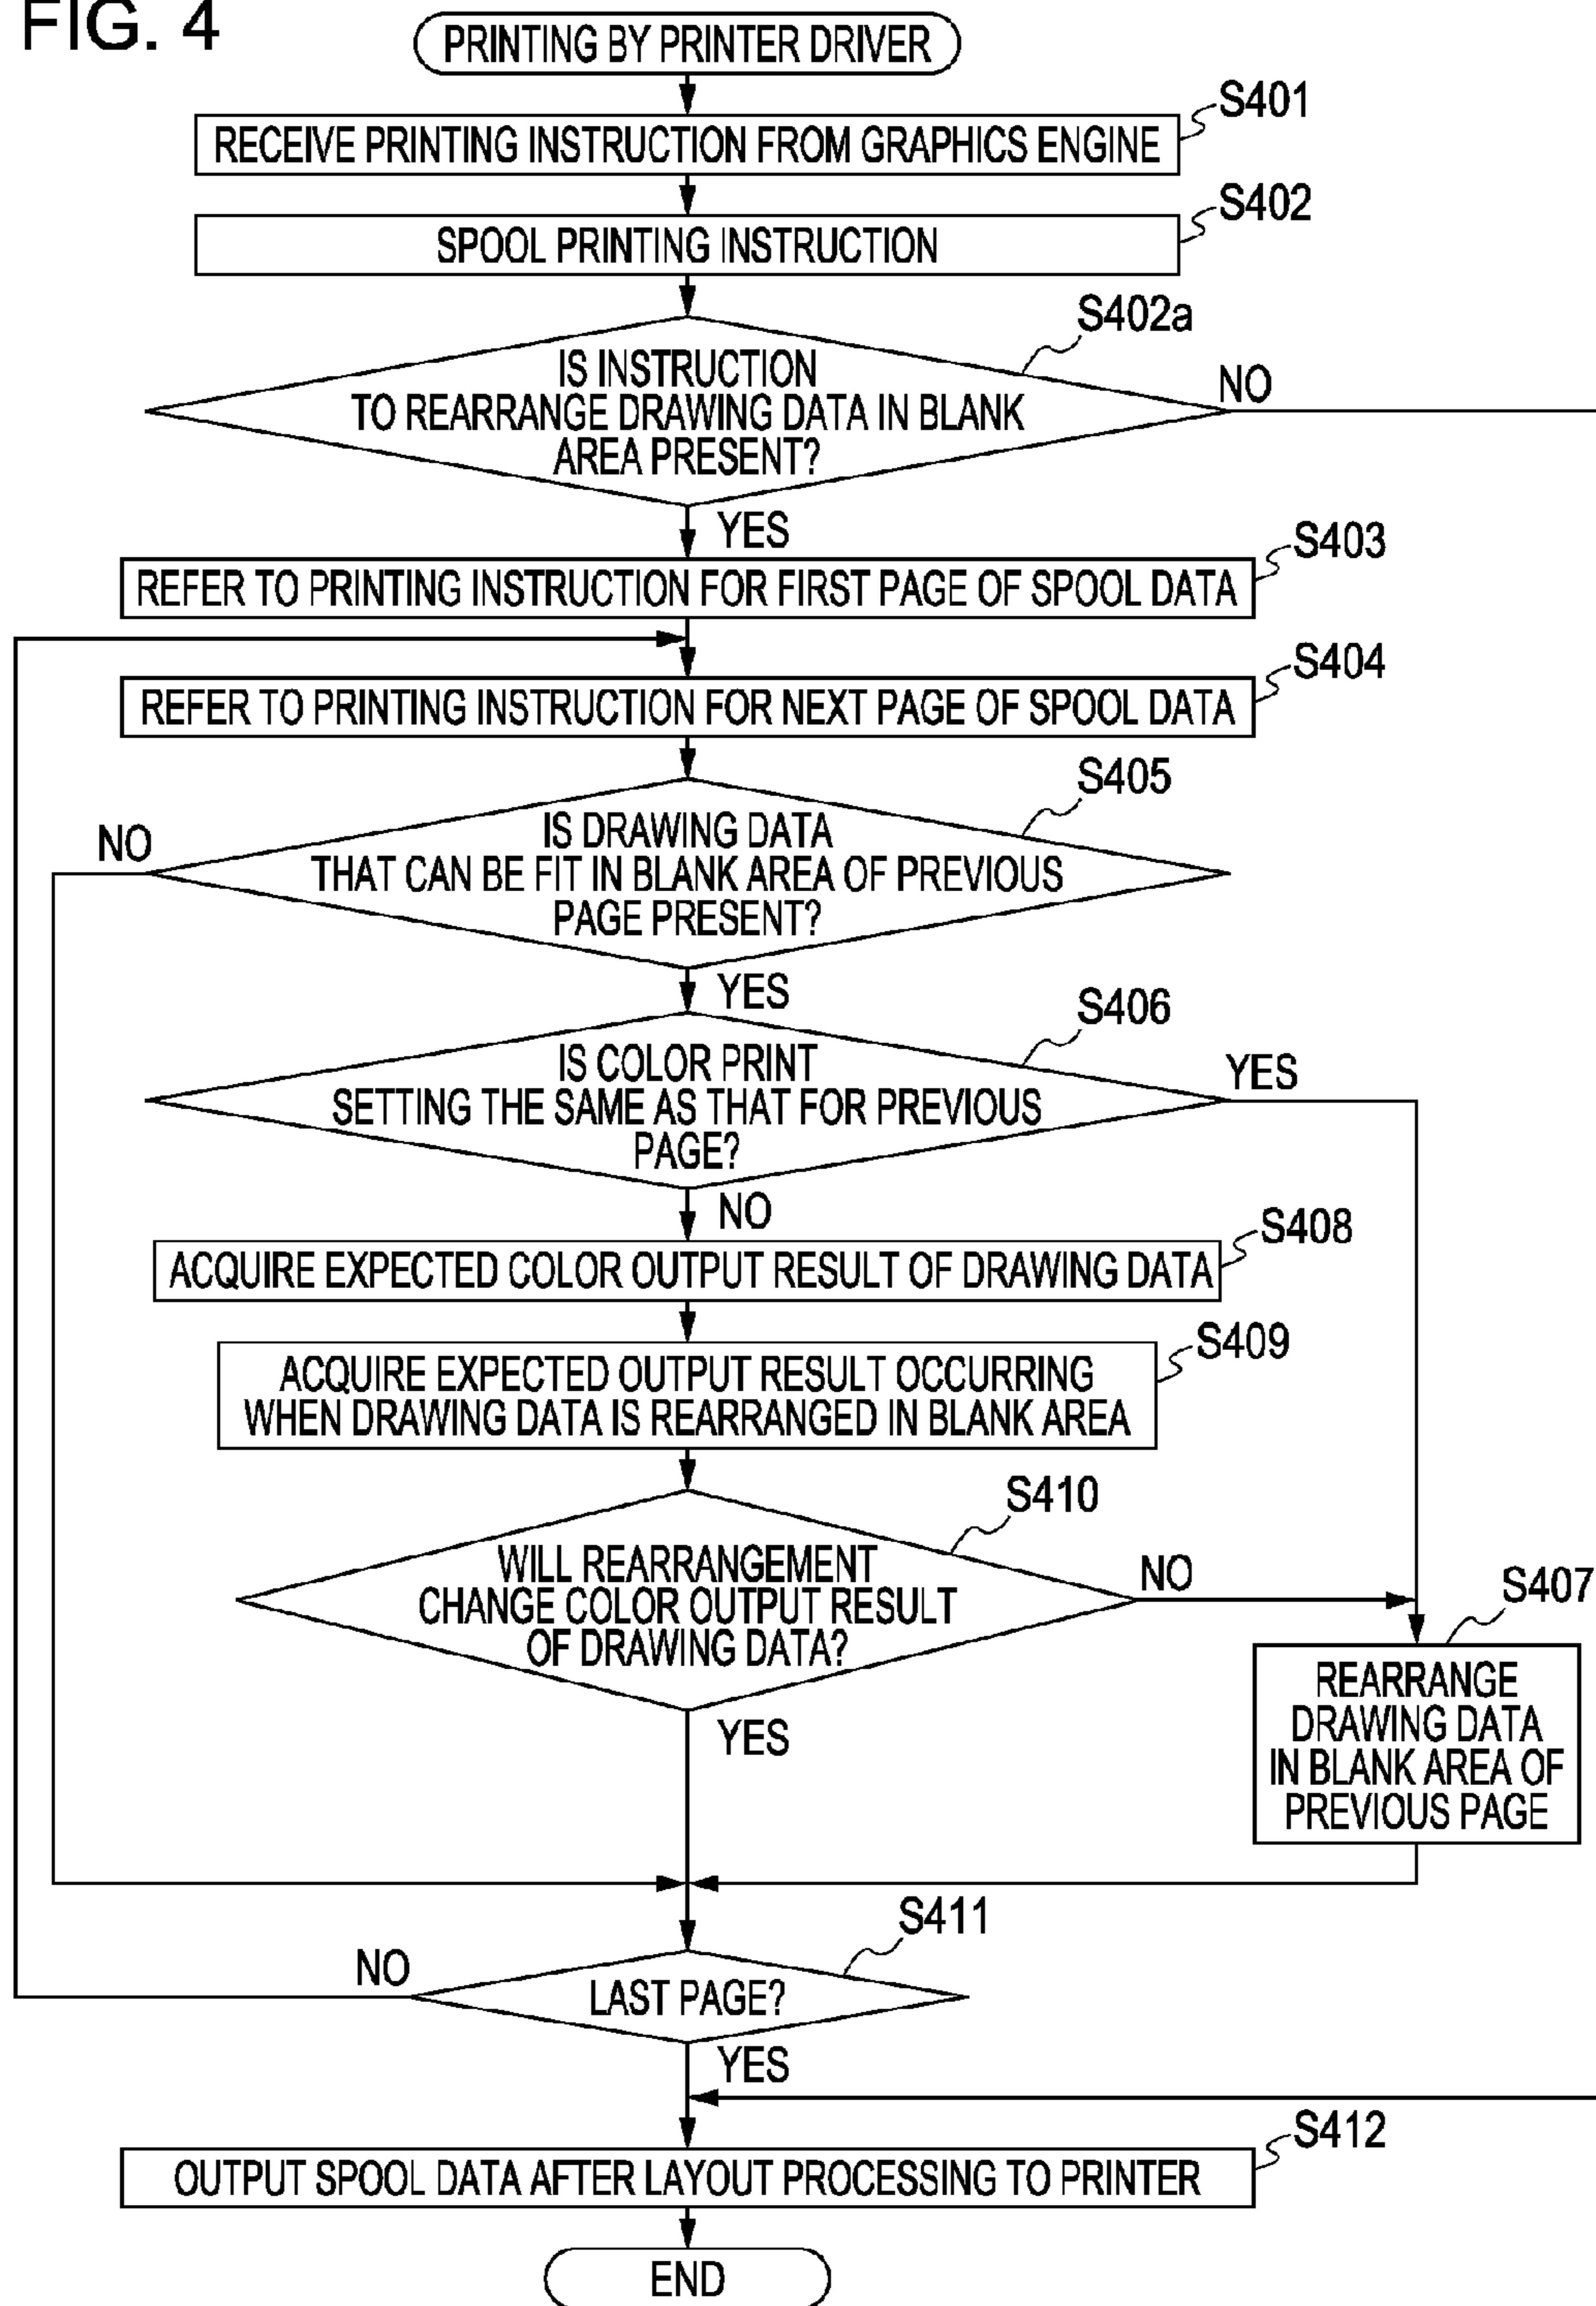 FIG. 4
PRINTING BY PRINTER DRIVER
S401
RECEIVE PRINTING INSTRUCTION FROM GRAPHICS ENGINE
S402
SPOOL PRINTING INSTRUCTION
S402a
IS INSTRUCTION
TO REARRANGE DRAWING DATA IN BLANK
AREA PRESENT?
NO
YES
S403
REFER TO PRINTING INSTRUCTION FOR FIRST PAGE OF SPOOL DATA
S404
REFER TO PRINTING INSTRUCTION FOR NEXT PAGE OF SPOOL DATA
S405
IS DRAWING DATA
THAT CAN BE FIT IN BLANK AREA OF PREVIOUS
PAGE PRESENT?
NO
YES
S406
IS COLOR PRINT
SETTING THE SAME AS THAT FOR PREVIOUS
PAGE?
YES
NO
S408
ACQUIRE EXPECTED COLOR OUTPUT RESULT OF DRAWING DATA
S409
ACQUIRE EXPECTED OUTPUT RESULT OCCURRING
WHEN DRAWING DATA IS REARRANGED IN BLANK AREA
S410
WILL REARRANGEMENT
CHANGE COLOR OUTPUT RESULT
OF DRAWING DATA?
NO
YES
S407
REARRANGE
DRAWING DATA
IN BLANK AREA OF
PREVIOUS PAGE
S411
LAST PAGE?
NO
YES
S412
OUTPUT SPOOL DATA AFTER LAYOUT PROCESSING TO PRINTER
END